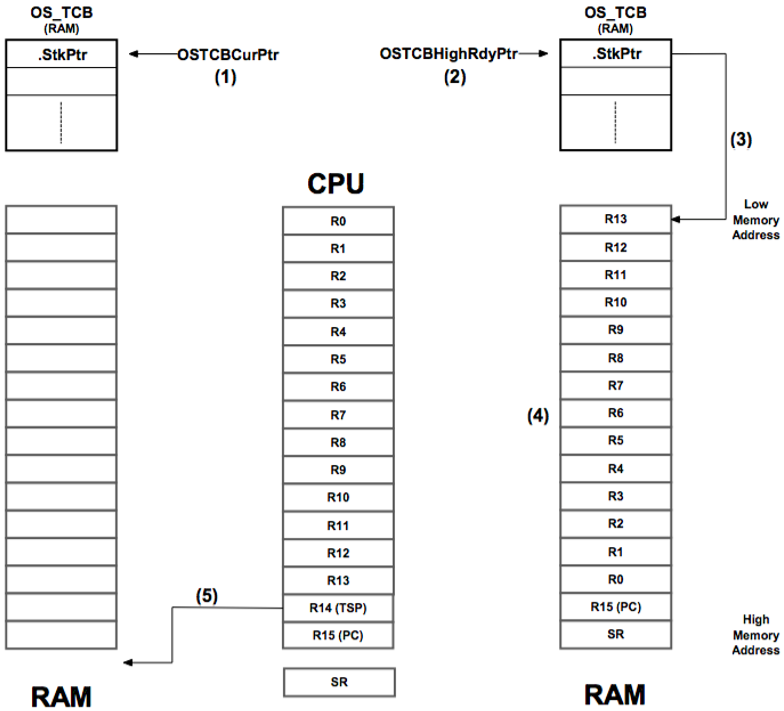 OS_TCB
(RAM)
.StkPtr
OSTCBCurPtr
(1)
OSTCBHighRdyPtr
(2)
OS_TCB
(RAM)
.StkPtr
(3)
CPU
R0
R1
R2
R3
R4
R5
R6
R7
R8
R9
R10
R11
R12
R13
R14 (TSP)
R15 (PC)
SR
(5)
RAM
Low
Memory
Address
R13
R12
R11
R10
R9
R8
R7
R6
R5
R4
R3
R2
R1
R0
R15 (PC)
SR
(4)
High
Memory
Address
RAM